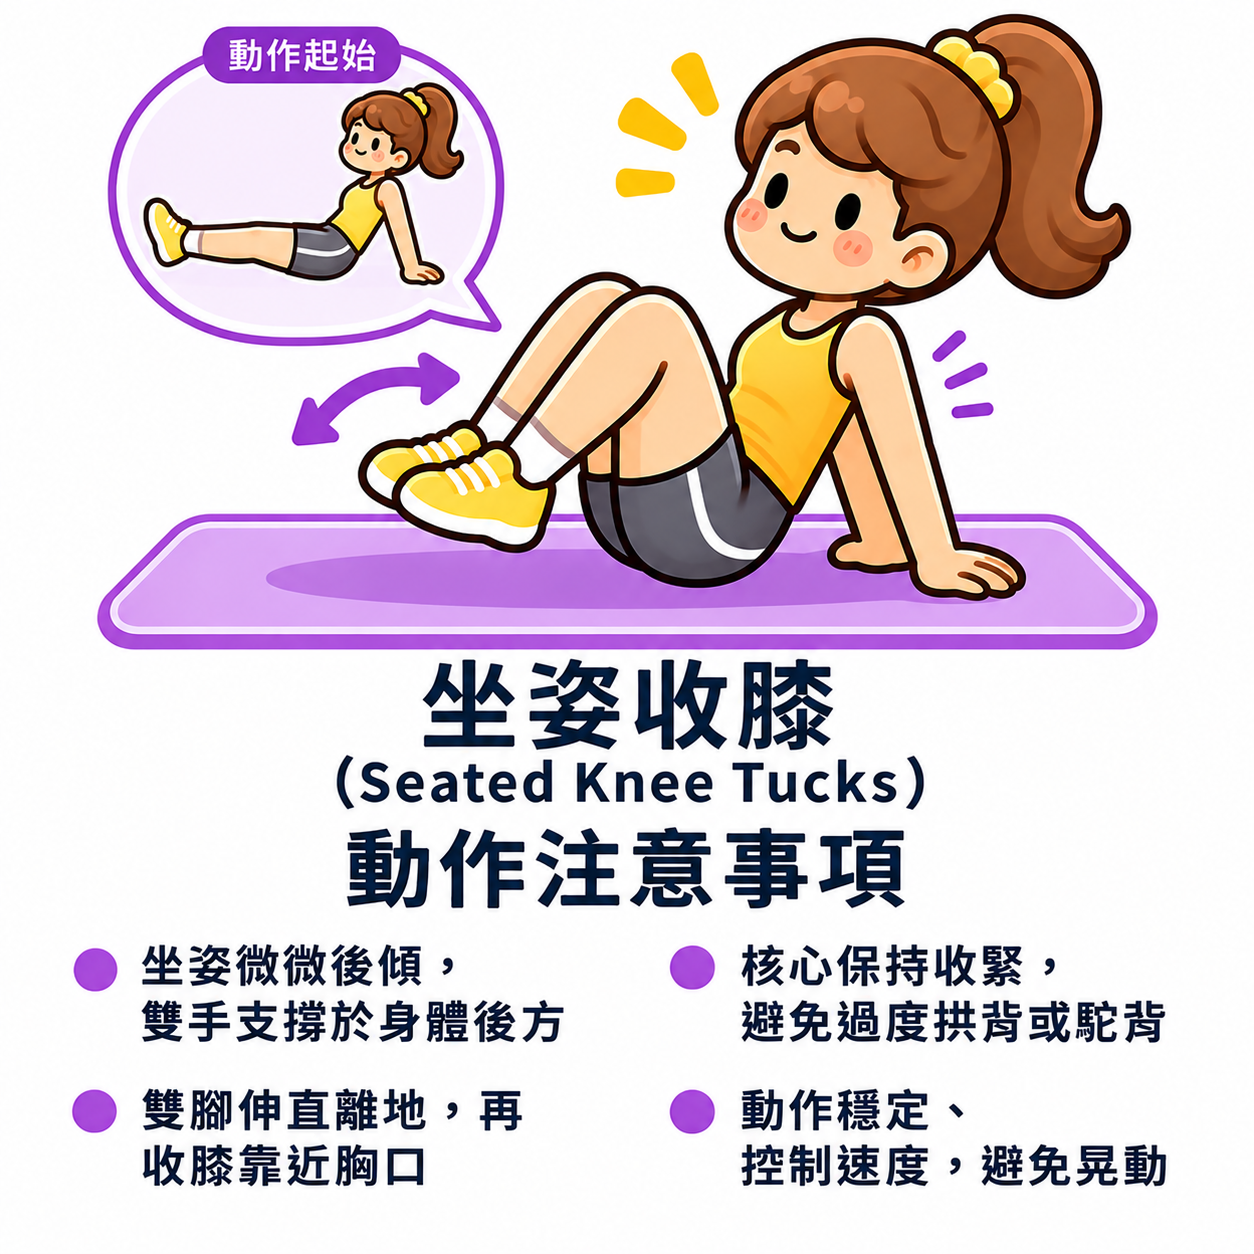 動作起始
坐姿收膝
（Seated Knee Tucks）
動作注意事項
坐姿微微後傾，
雙手支撐於身體後方
雙腳伸直離地，再
收膝靠近胸口
核心保持收緊，
避免過度拱背或駝背
動作穩定、
控制速度，避免晃動